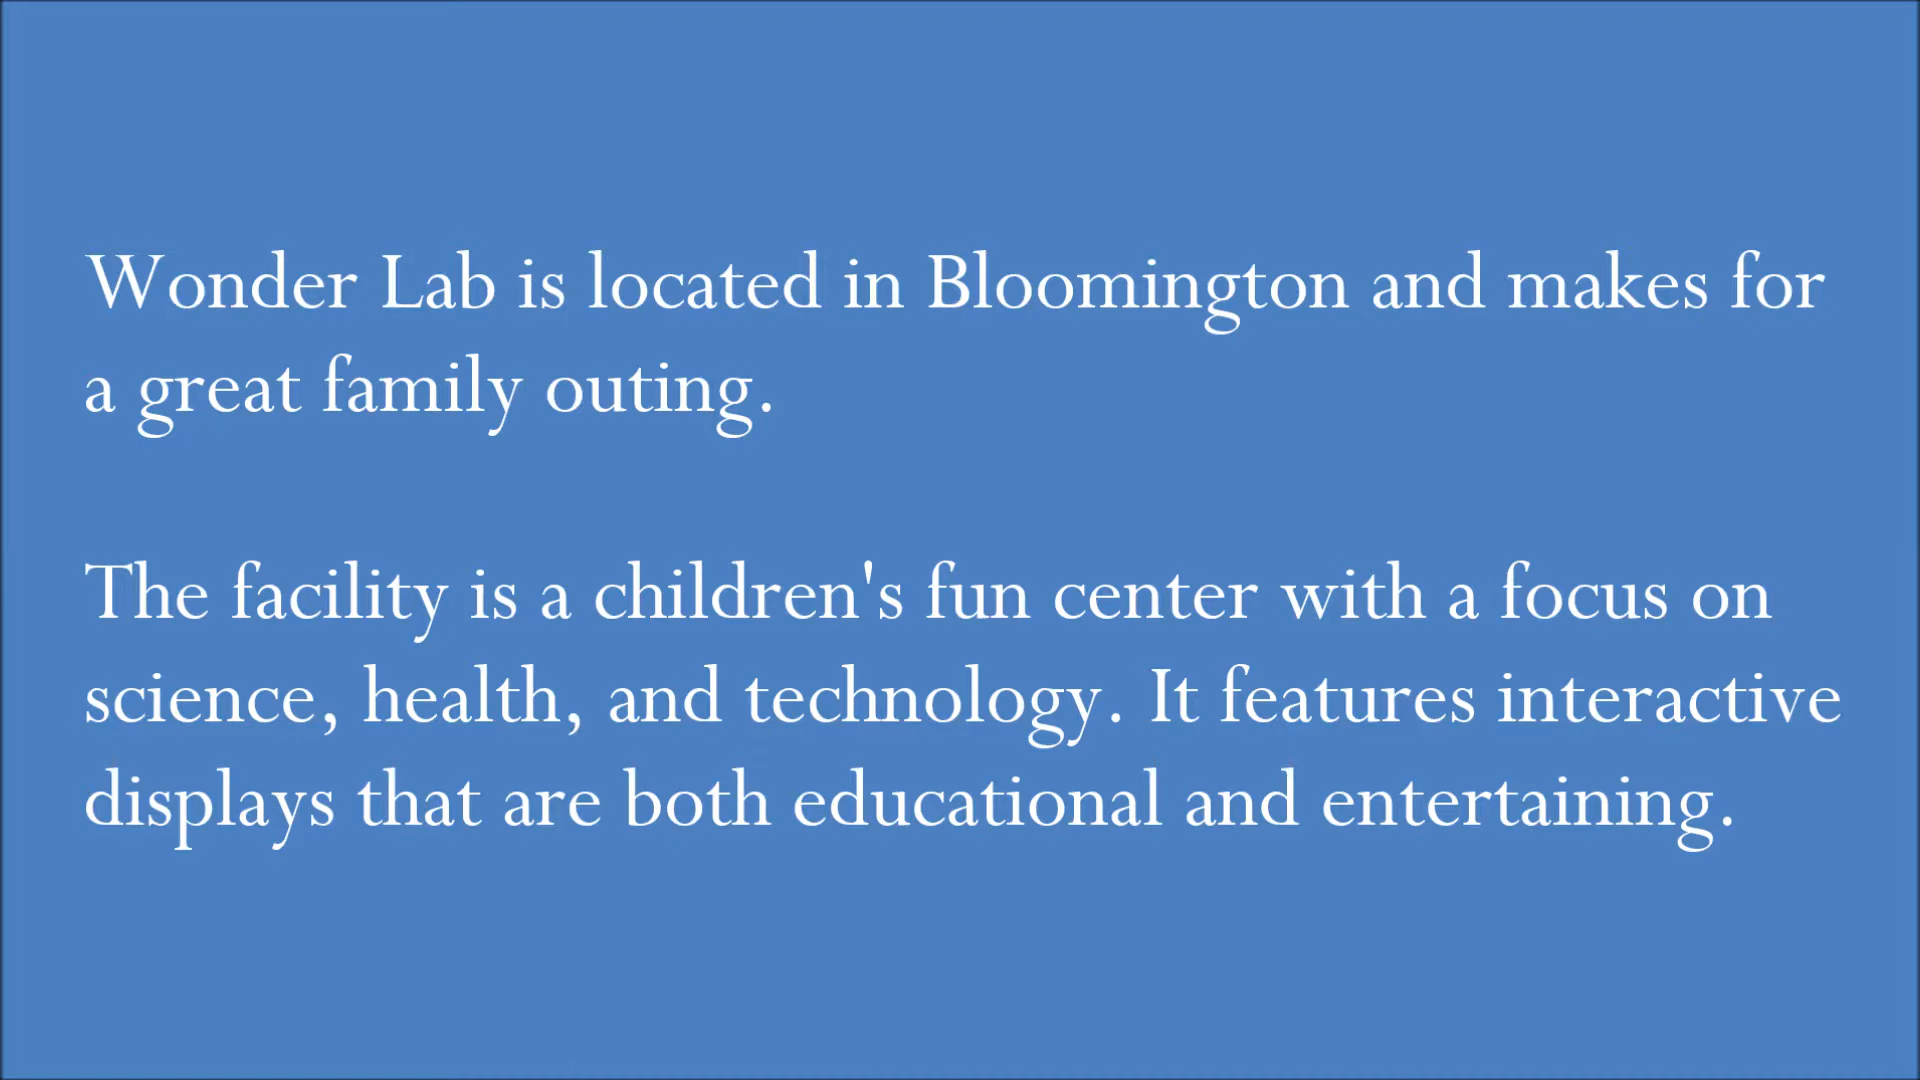 Wonder Lab is located in Bloomington and makes for
a great family outing.
The facility is a children's fun center with a focus on
science, health, and technology. It features interactive
displays that are both educational and entertaining.